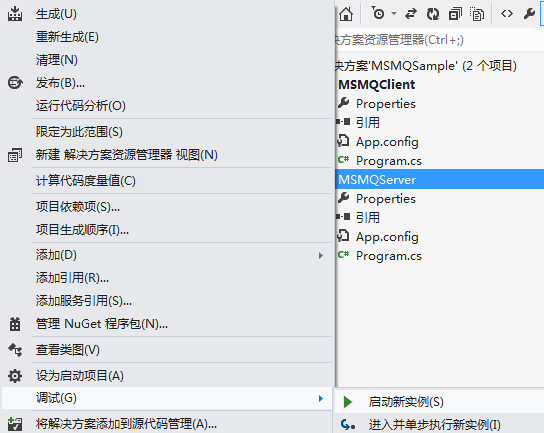 生成(U)
重新生成(E)
清理(N)
发布(B)...
运行代码分析(O)
限定为此范围(S)
新建 解决方案资源管理器 视图(N)
计算代码度量值(C)
项目依赖项(S)...
项目生成顺序(I)...
添加(D)
添加引用(R)...
添加服务引用(S)...
管理 NuGet 程序包(N)...
查看类图(V)
设为启动项目(A)
调试(G)
将解决方案添加到源代码管理(A)...
方案资源管理器(Ctrl+;)
决方案'MSMQSample' (2 个项目)
MSMQClient
Properties
引用
App.config
C# Program.cs
MSMQServer
Properties
引用
App.config
C# Program.cs
启动新实例(S)
进入并单步执行新实例(I)